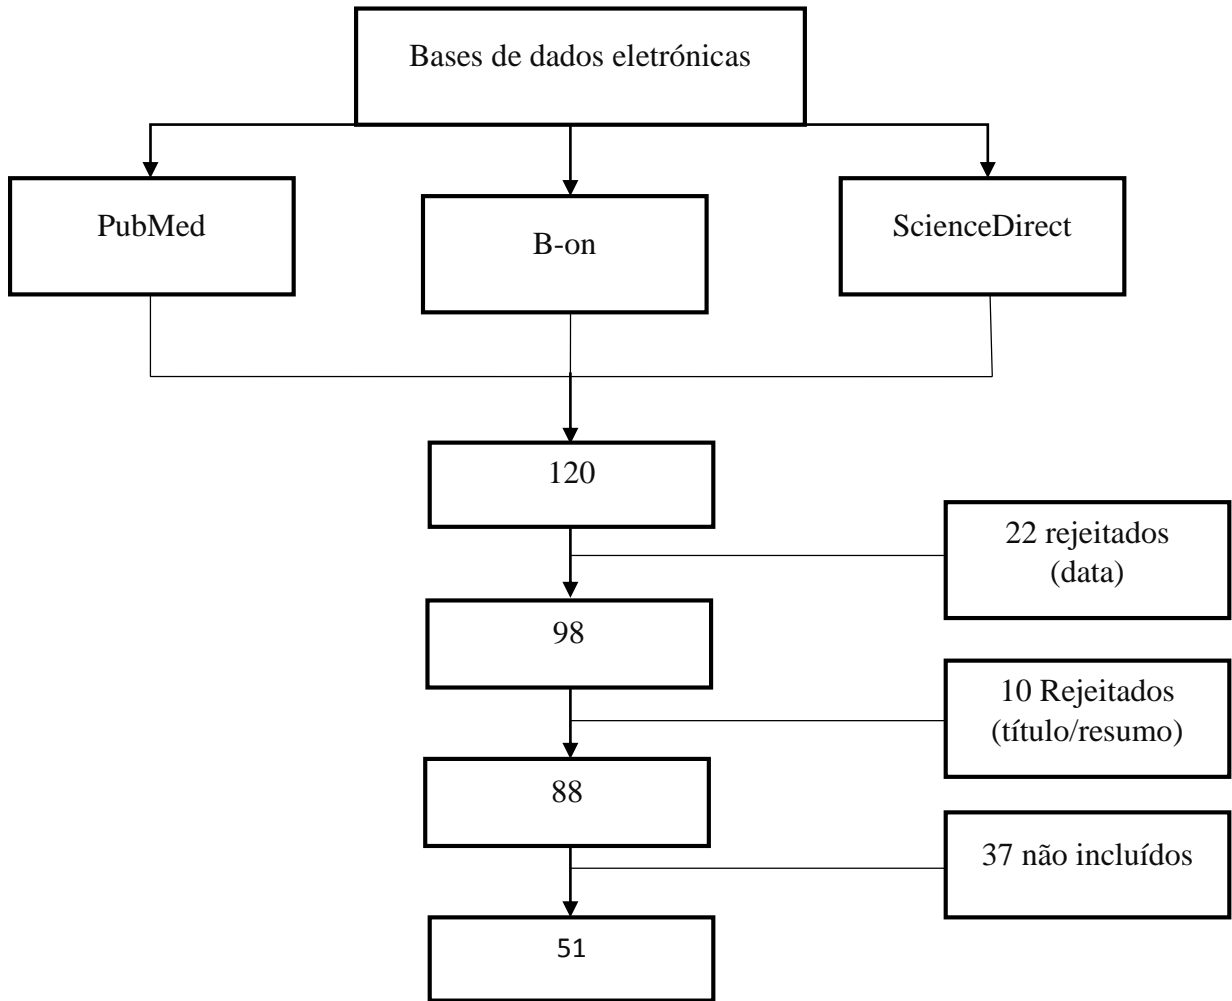 Bases de dados eletrónicas
PubMed
B-on
ScienceDirect
120
22 rejeitados
(data)
98
10 Rejeitados
(título/resumo)
88
37 não incluídos
51